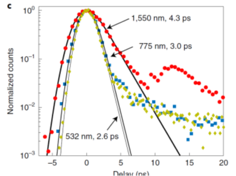 c
10⁰
1,550 nm, 4.3 ps
775 nm, 3.0 ps
10⁻¹
Normalized counts
10⁻²
532 nm, 2.6 ps
10⁻³
−5 0 5 10 15 20
Delay (ps)